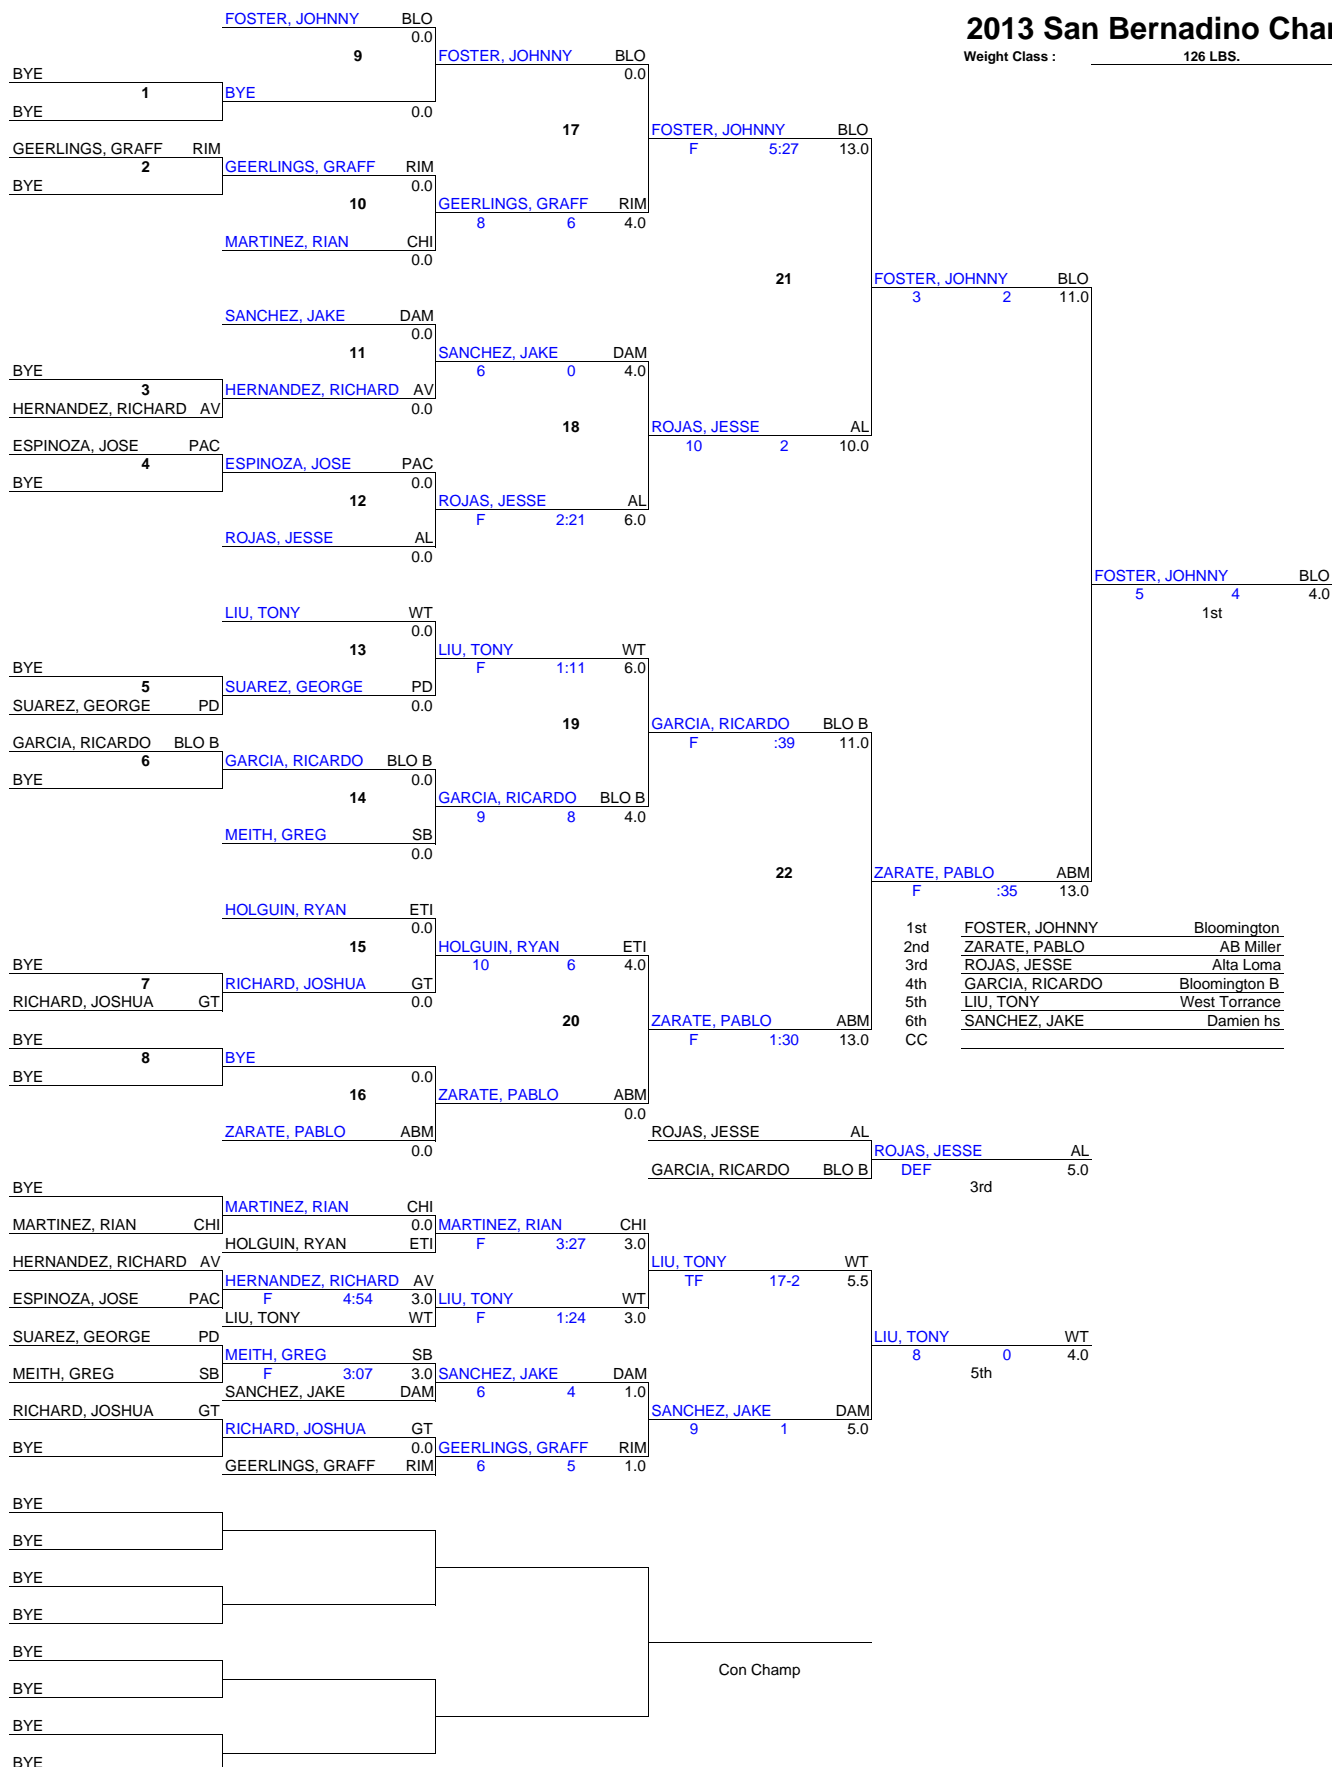 FOSTER, JOHNNY BLO
2013 San Bernadino Char
0.0
9 FOSTER, JOHNNY BLO
Weight Class : 126 LBS.
BYE 0.0
1 BYE
BYE 0.0
17 FOSTER, JOHNNY BLO
GEERLINGS, GRAFF RIM F 5:27 13.0
2 GEERLINGS, GRAFF RIM
BYE 0.0
10 GEERLINGS, GRAFF RIM
8 6 4.0
MARTINEZ, RIAN CHI
0.0
21 FOSTER, JOHNNY BLO
3 2 11.0
SANCHEZ, JAKE DAM
0.0
11 SANCHEZ, JAKE DAM
BYE 6 0 4.0
3 HERNANDEZ, RICHARD AV
HERNANDEZ, RICHARD AV 0.0
18 ROJAS, JESSE AL
ESPINOZA, JOSE PAC 10 2 10.0
4 ESPINOZA, JOSE PAC
BYE 0.0
12 ROJAS, JESSE AL
F 2:21 6.0
ROJAS, JESSE AL
0.0
FOSTER, JOHNNY BLO
5 4 4.0
LIU, TONY WT 1st
0.0
13 LIU, TONY WT
BYE F 1:11 6.0
5 SUAREZ, GEORGE PD
SUAREZ, GEORGE PD 0.0
19 GARCIA, RICARDO BLO B
GARCIA, RICARDO BLO B F :39 11.0
6 GARCIA, RICARDO BLO B
BYE 0.0
14 GARCIA, RICARDO BLO B
9 8 4.0
MEITH, GREG SB
0.0
22 ZARATE, PABLO ABM
F :35 13.0
HOLGUIN, RYAN ETI
0.0
1st FOSTER, JOHNNY Bloomington
15 HOLGUIN, RYAN ETI
2nd ZARATE, PABLO AB Miller
BYE 10 6 4.0
3rd ROJAS, JESSE Alta Loma
7 RICHARD, JOSHUA GT
4th GARCIA, RICARDO Bloomington B
RICHARD, JOSHUA GT 0.0
5th LIU, TONY West Torrance
20 ZARATE, PABLO ABM
6th SANCHEZ, JAKE Damien hs
BYE F 1:30 13.0
CC
8 BYE
BYE 0.0
16 ZARATE, PABLO ABM
0.0
ZARATE, PABLO ABM ROJAS, JESSE AL
0.0 ROJAS, JESSE AL
GARCIA, RICARDO BLO B DEF 5.0
BYE 3rd
MARTINEZ, RIAN CHI
MARTINEZ, RIAN CHI 0.0 MARTINEZ, RIAN CHI
HOLGUIN, RYAN ETI F 3:27 3.0
HERNANDEZ, RICHARD AV LIU, TONY WT
HERNANDEZ, RICHARD AV TF 17-2 5.5
ESPINOZA, JOSE PAC F 4:54 3.0 LIU, TONY WT
LIU, TONY WT F 1:24 3.0
SUAREZ, GEORGE PD LIU, TONY WT
MEITH, GREG SB 8 0 4.0
MEITH, GREG SB F 3:07 3.0 SANCHEZ, JAKE DAM 5th
SANCHEZ, JAKE DAM 6 4 1.0
RICHARD, JOSHUA GT SANCHEZ, JAKE DAM
RICHARD, JOSHUA GT 9 1 5.0
BYE 0.0 GEERLINGS, GRAFF RIM
GEERLINGS, GRAFF RIM 6 5 1.0
BYE
BYE
BYE
BYE
BYE
Con Champ
BYE
BYE
BYE